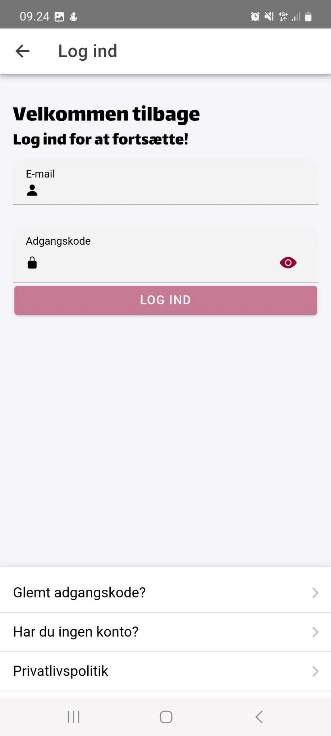 09.24
Log ind
Velkommen tilbage
Log ind for at fortsætte!
E-mail
Adgangskode
LOG IND
Glemt adgangskode?
Har du ingen konto?
Privatlivspolitik